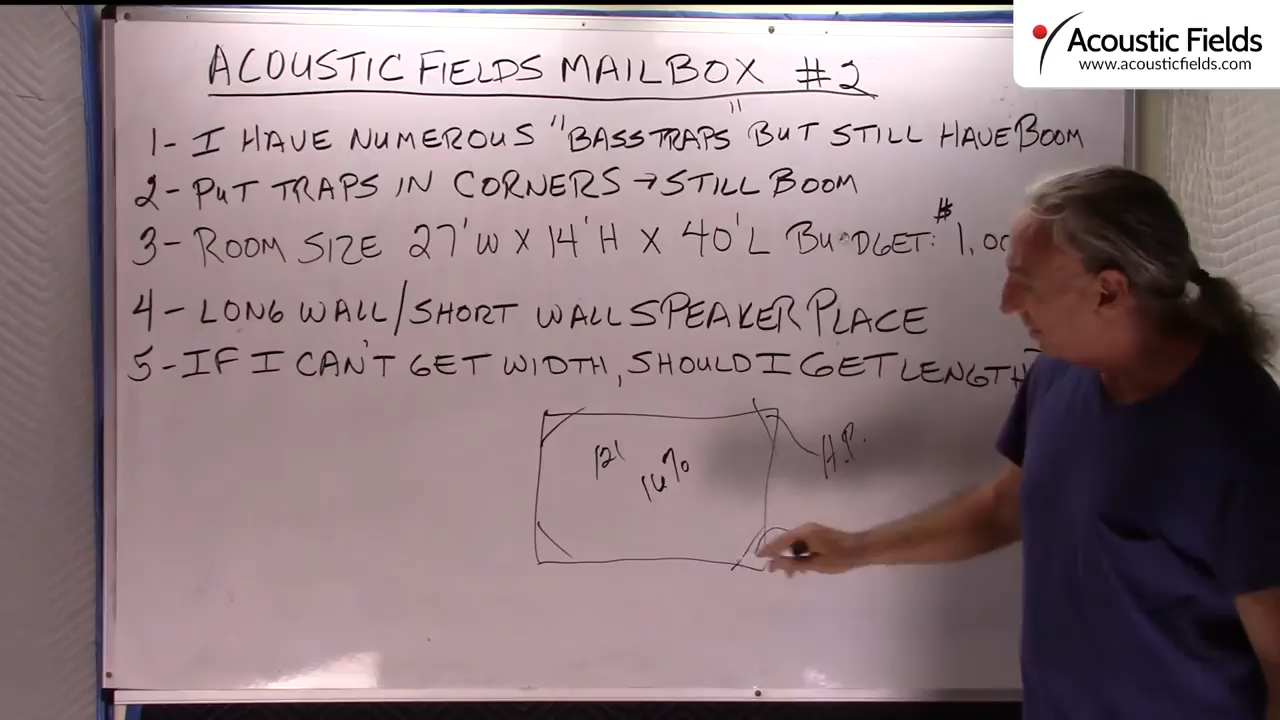 Acoustic Fields
www.acousticfields.com
ACOUSTIC FIELDS MAILBOX #2
1- I HAVE NUMEROUS "BASS TRAPS" BUT STILL HAVE BOOM
2- PUT TRAPS IN CORNERS → STILL BOOM
3- ROOM SIZE 27'W X 14'H X 40'L BUDGET: $1,00
4- LONG WALL/SHORT WALL SPEAKER PLACE
5- IF I CAN'T GET WIDTH, SHOULD I GET LENGTH
12'
H.P.